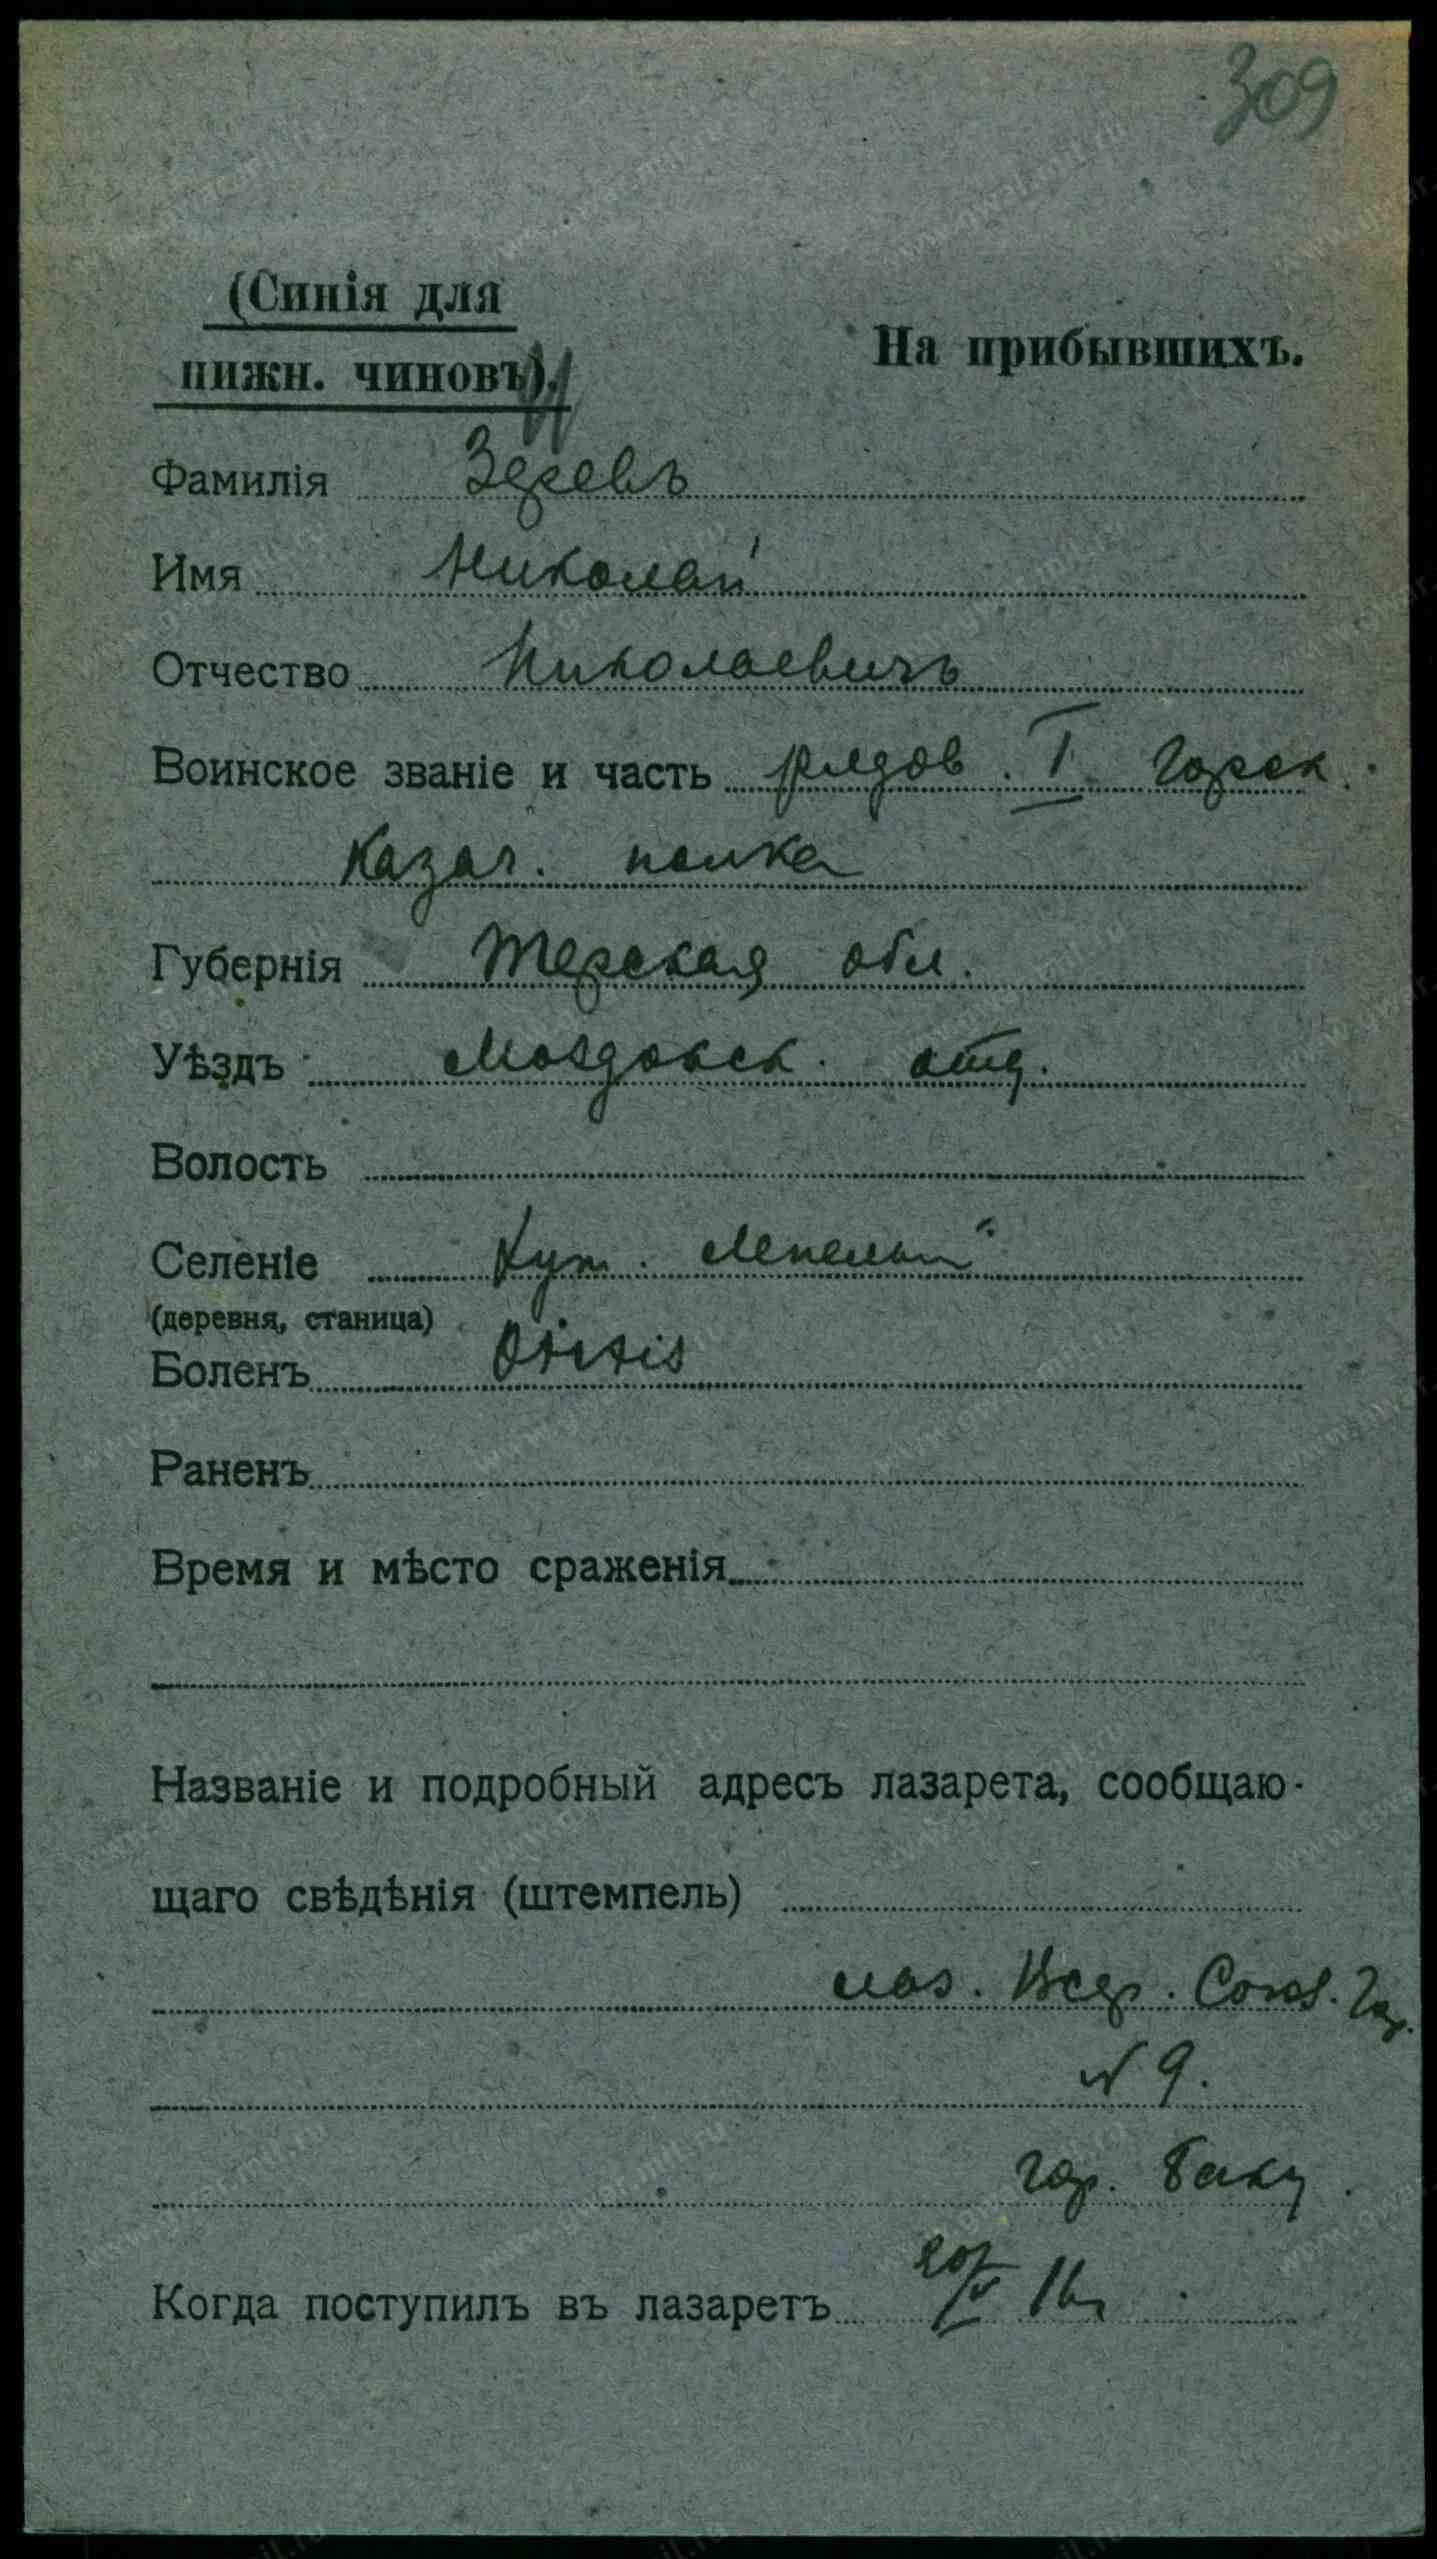 309
(Синія для
нижн. чиновъ).
На прибывшихъ.
Фамилія Зеревъ
Имя Николай
Отчество Николаевичъ
Воинское званіе и часть рядов. I Горск.
Казач. полка
Губернія Терская обл.
Уѣздъ Моздокск. отд.
Волость
Селеніе Хут.
(деревня, станица)
Боленъ Otitis
Раненъ
Время и мѣсто сраженія
Названіе и подробный адресъ лазарета, сообщаю-
щаго свѣдѣнія (штемпель)
лаз. Всер. Союз. Гор.
N 9.
гор. Баку.
Когда поступилъ въ лазаретъ 20/V 16